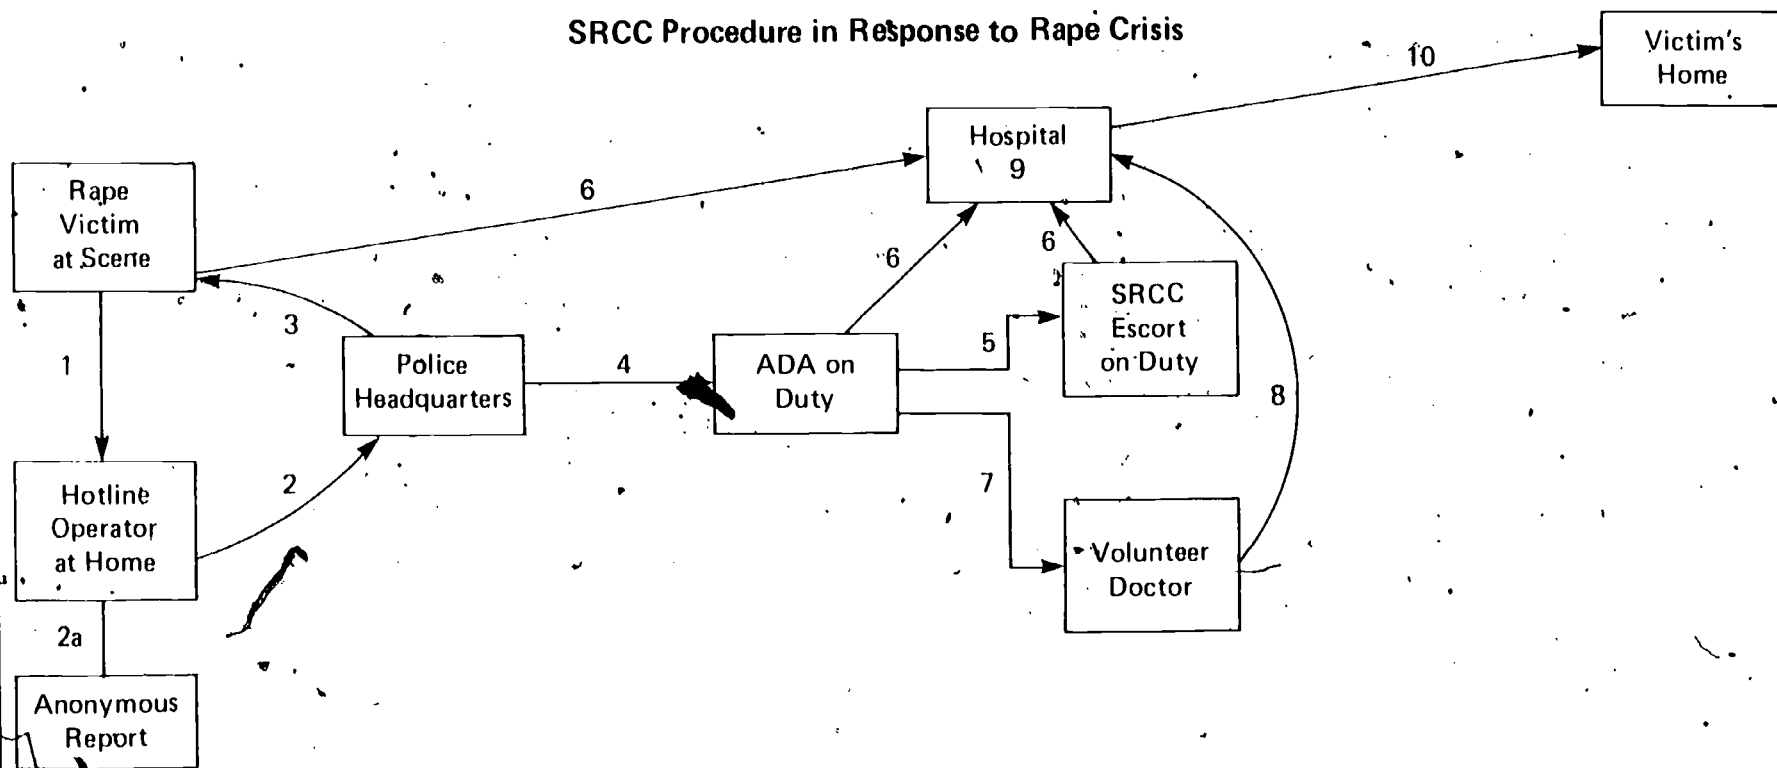 SRCC Procedure in Response to Rape Crisis
10
Victim's
Home
Hospital
9
Rape
Victim
at Scene
6
6
6
SRCC
Escort
on Duty
3
1
Police
Headquarters
4
ADA on
Duty
5
8
2
7
Hotline
Operator
at Home
Volunteer
Doctor
2a
Anonymous
Report